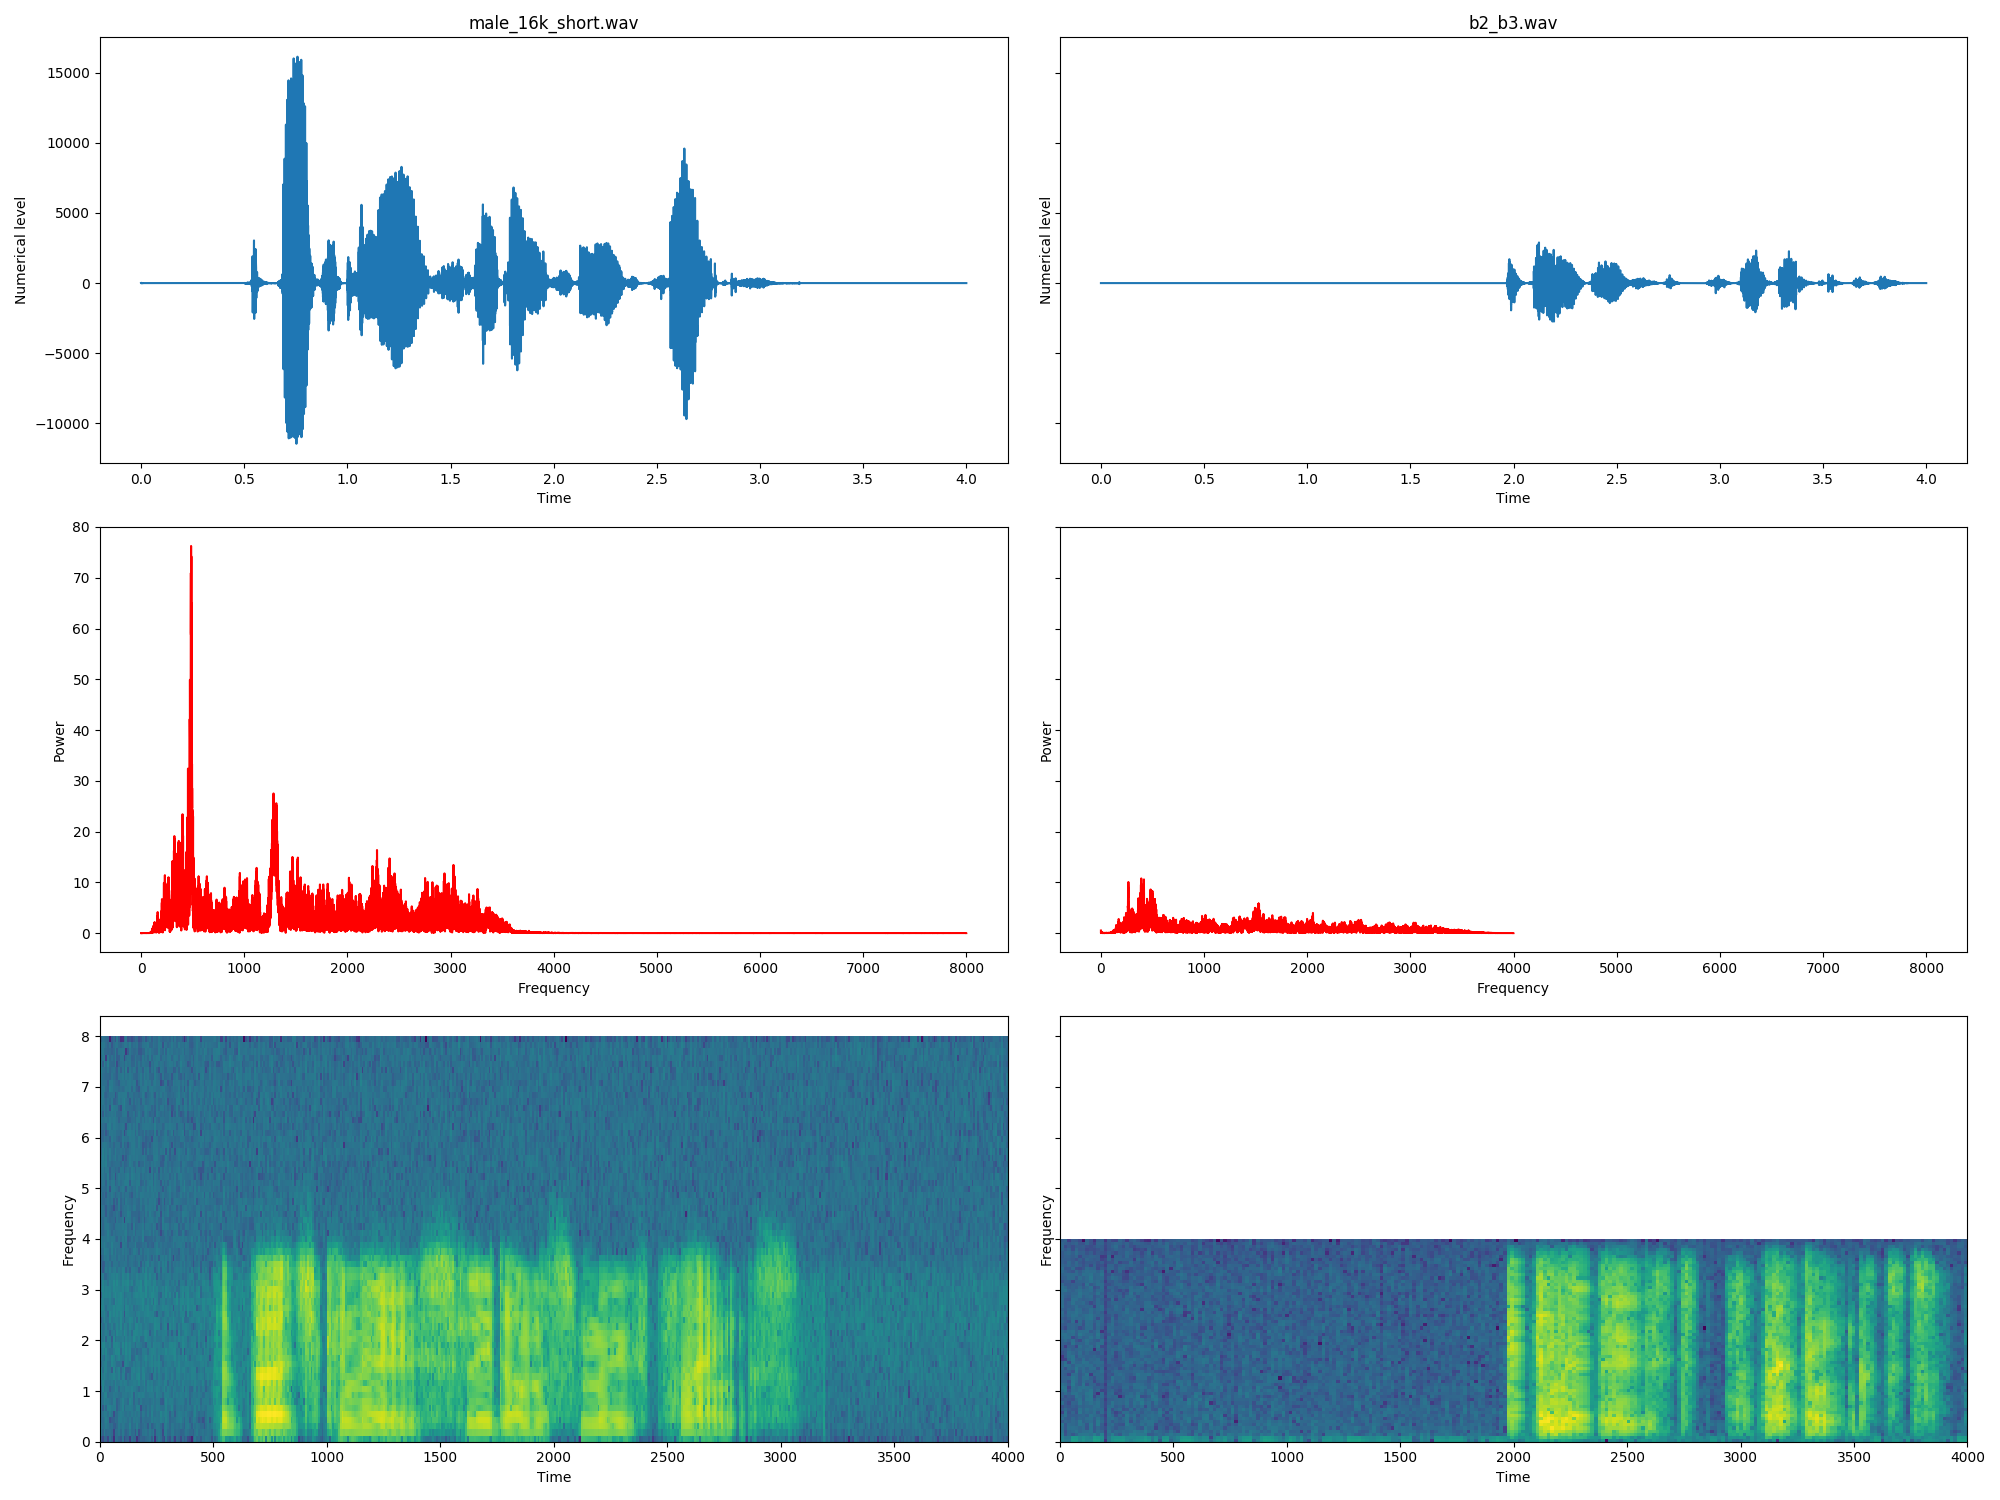 male_16k_short.wav
b2_b3.wav
15000
10000
5000
0
−5000
−10000
Numerical level
0.0 0.5 1.0 1.5 2.0 2.5 3.0 3.5 4.0
Time
Numerical level
0.0 0.5 1.0 1.5 2.0 2.5 3.0 3.5 4.0
Time
80
70
60
50
40
30
20
10
0
Power
0 1000 2000 3000 4000 5000 6000 7000 8000
Frequency
Power
0 1000 2000 3000 4000 5000 6000 7000 8000
Frequency
8
7
6
5
4
3
2
1
0
Frequency
0 500 1000 1500 2000 2500 3000 3500 4000
Time
Frequency
0 500 1000 1500 2000 2500 3000 3500 4000
Time